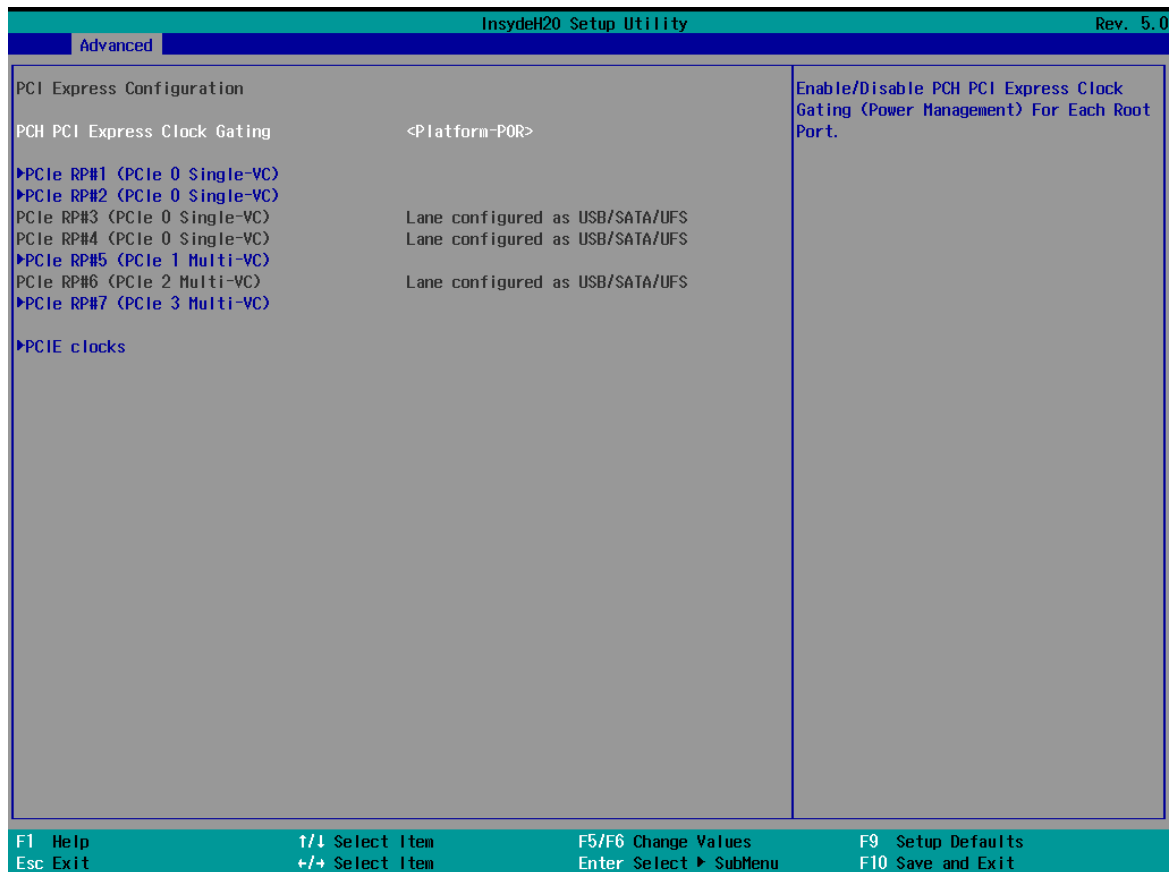 InsydeH20 Setup Utility Rev. 5.0
Advanced
PCI Express Configuration
PCH PCI Express Clock Gating <Platform-POR>
▶PCIe RP#1 (PCIe 0 Single-VC)
▶PCIe RP#2 (PCIe 0 Single-VC)
PCIe RP#3 (PCIe 0 Single-VC) Lane configured as USB/SATA/UFS
PCIe RP#4 (PCIe 0 Single-VC) Lane configured as USB/SATA/UFS
▶PCIe RP#5 (PCIe 1 Multi-VC)
PCIe RP#6 (PCIe 2 Multi-VC) Lane configured as USB/SATA/UFS
▶PCIe RP#7 (PCIe 3 Multi-VC)
▶PCIE clocks
Enable/Disable PCH PCI Express Clock
Gating (Power Management) For Each Root
Port.
F1 Help ↑/↓ Select Item F5/F6 Change Values F9 Setup Defaults
Esc Exit ←/→ Select Item Enter Select ▶ SubMenu F10 Save and Exit